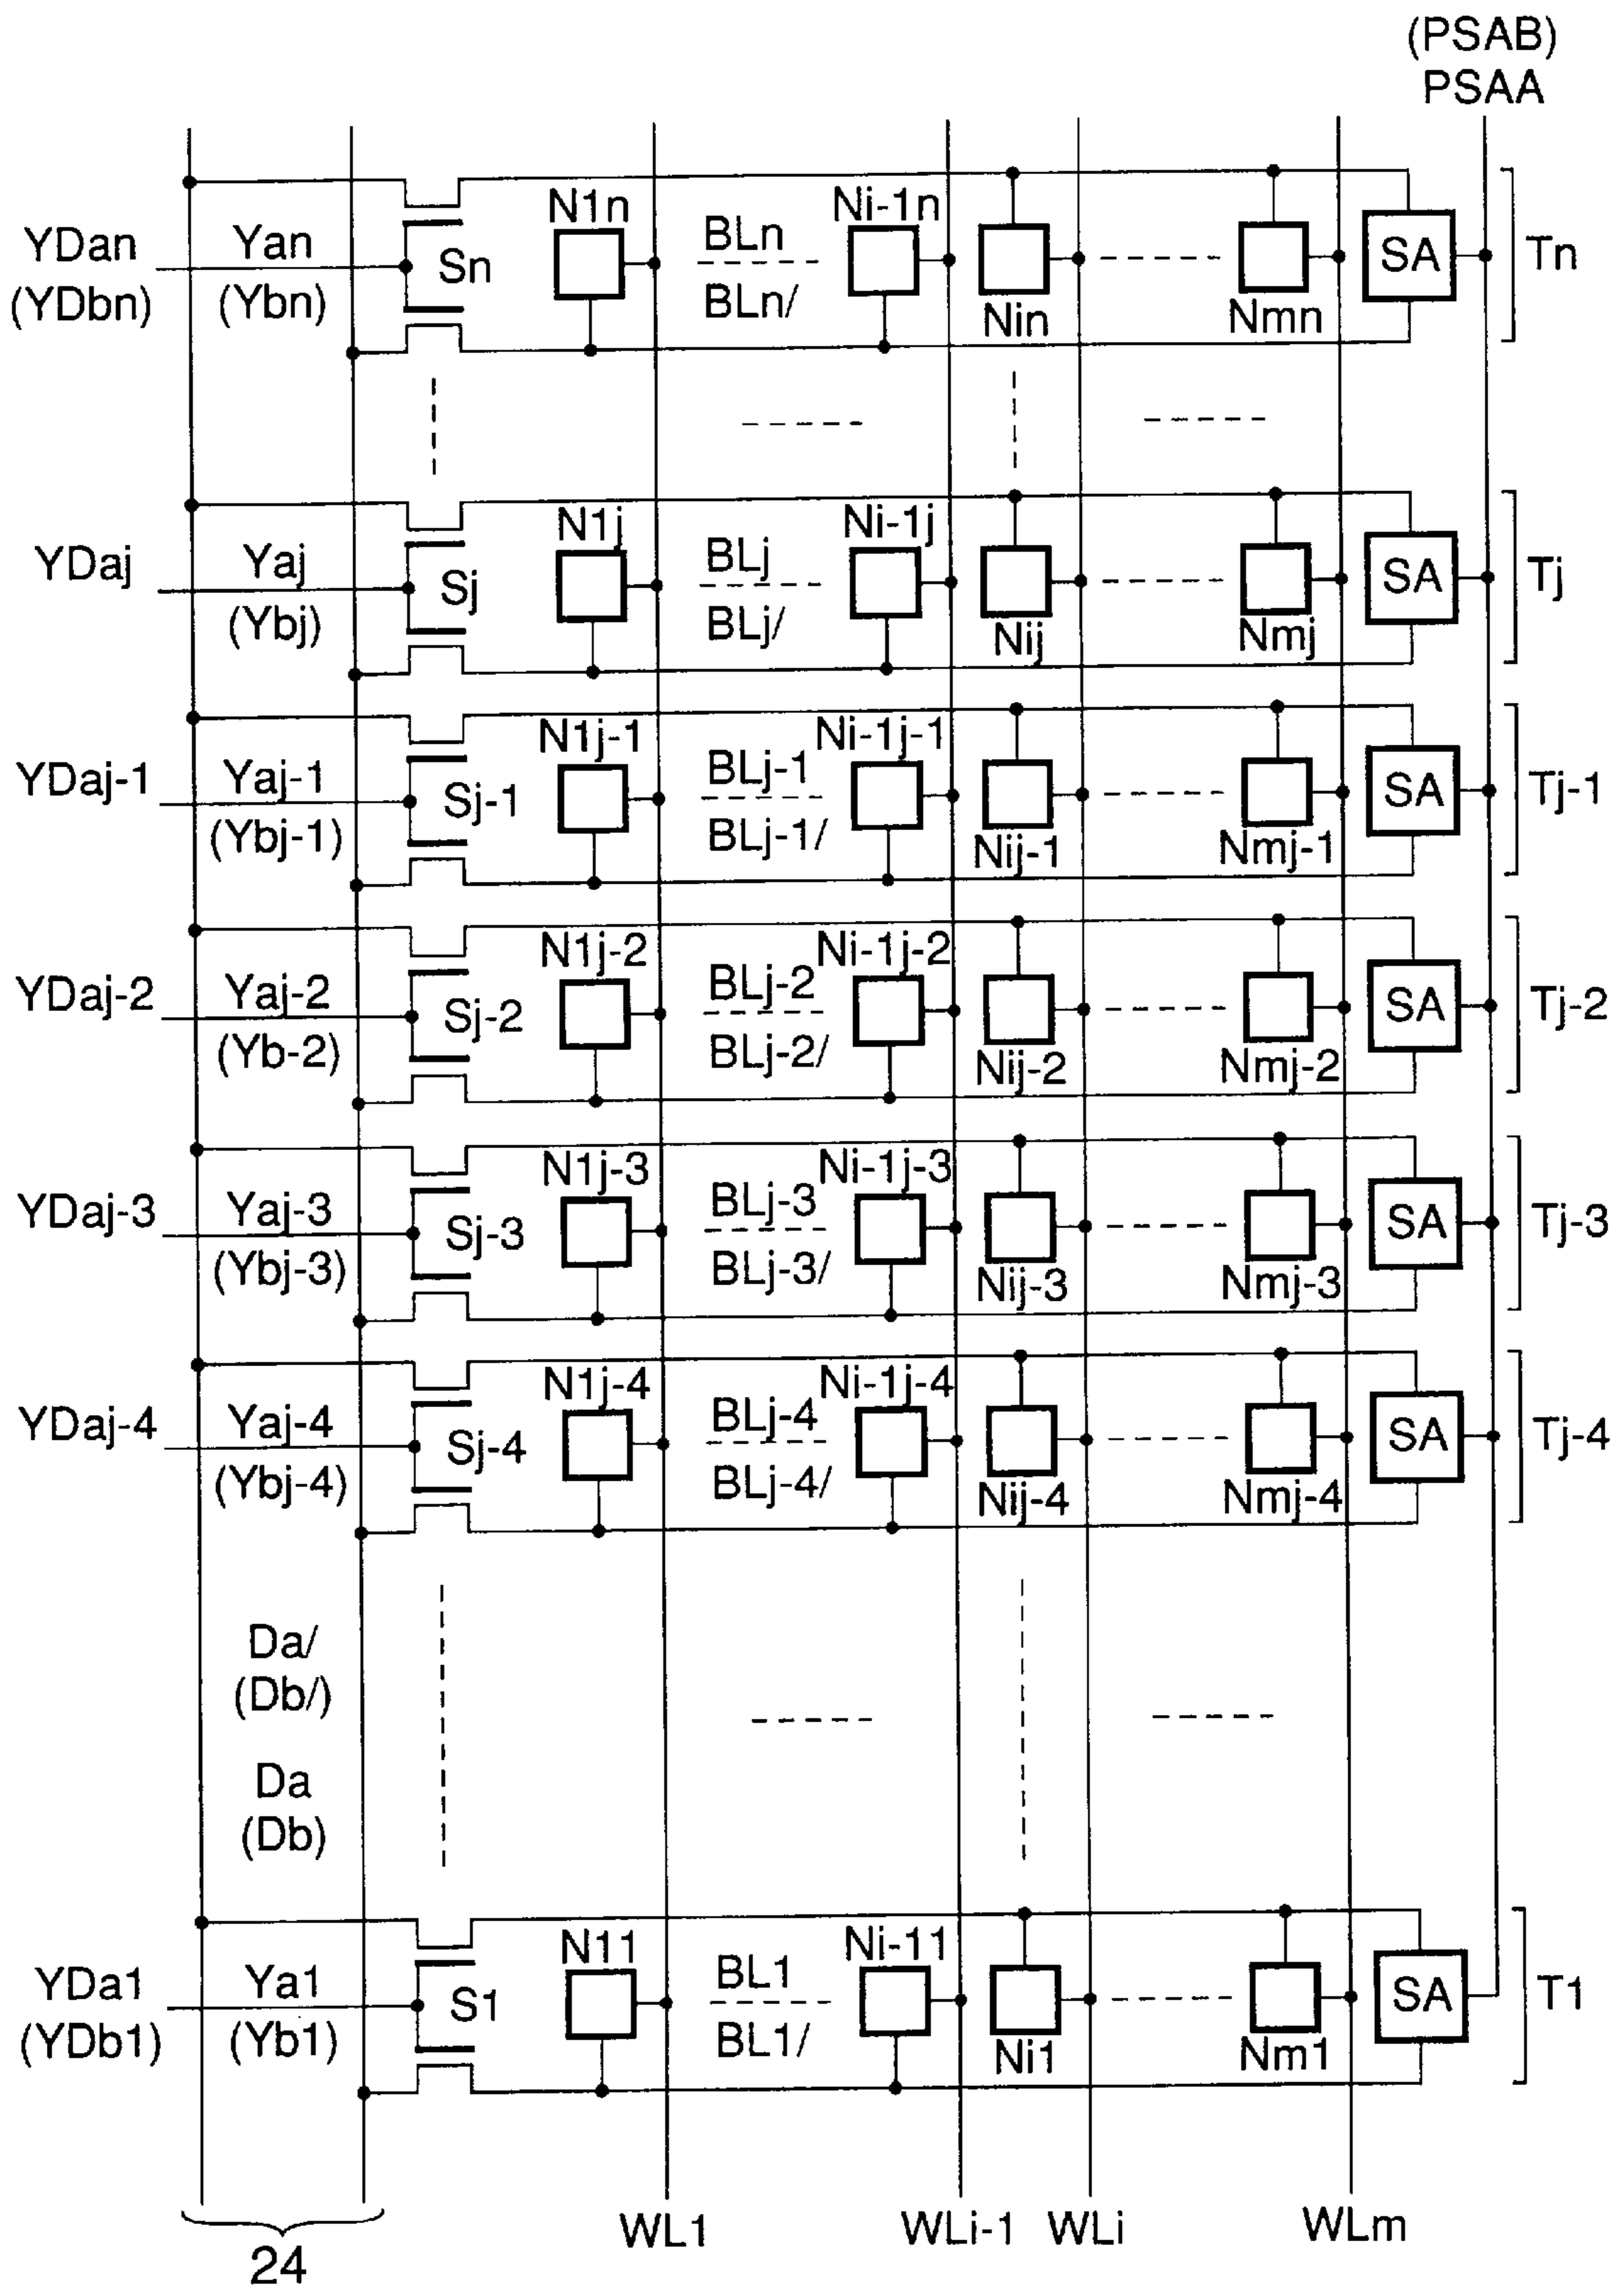 (PSAB)
PSAA
N1n
Ni-1n
YDan
Yan
Sn
BLn
SA
Tn
(YDbn)
(Ybn)
BLn/
Nin
Nmn
N1j
Ni-1j
YDaj
Yaj
Sj
BLj
SA
Tj
(Ybj)
BLj/
Nij
Nmj
N1j-1
Ni-1j-1
YDaj-1
Yaj-1
Sj-1
BLj-1
SA
Tj-1
(Ybj-1)
BLj-1/
Nij-1
Nmj-1
N1j-2
Ni-1j-2
YDaj-2
Yaj-2
Sj-2
BLj-2
SA
Tj-2
(Yb-2)
BLj-2/
Nij-2
Nmj-2
N1j-3
Ni-1j-3
YDaj-3
Yaj-3
Sj-3
BLj-3
SA
Tj-3
(Ybj-3)
BLj-3/
Nij-3
Nmj-3
N1j-4
Ni-1j-4
YDaj-4
Yaj-4
Sj-4
BLj-4
SA
Tj-4
(Ybj-4)
BLj-4/
Nij-4
Nmj-4
Da/
(Db/)
Da
(Db)
N11
Ni-11
YDa1
Ya1
S1
BL1
SA
T1
(YDb1)
(Yb1)
BL1/
Ni1
Nm1
WL1
WLi-1
WLi
WLm
24